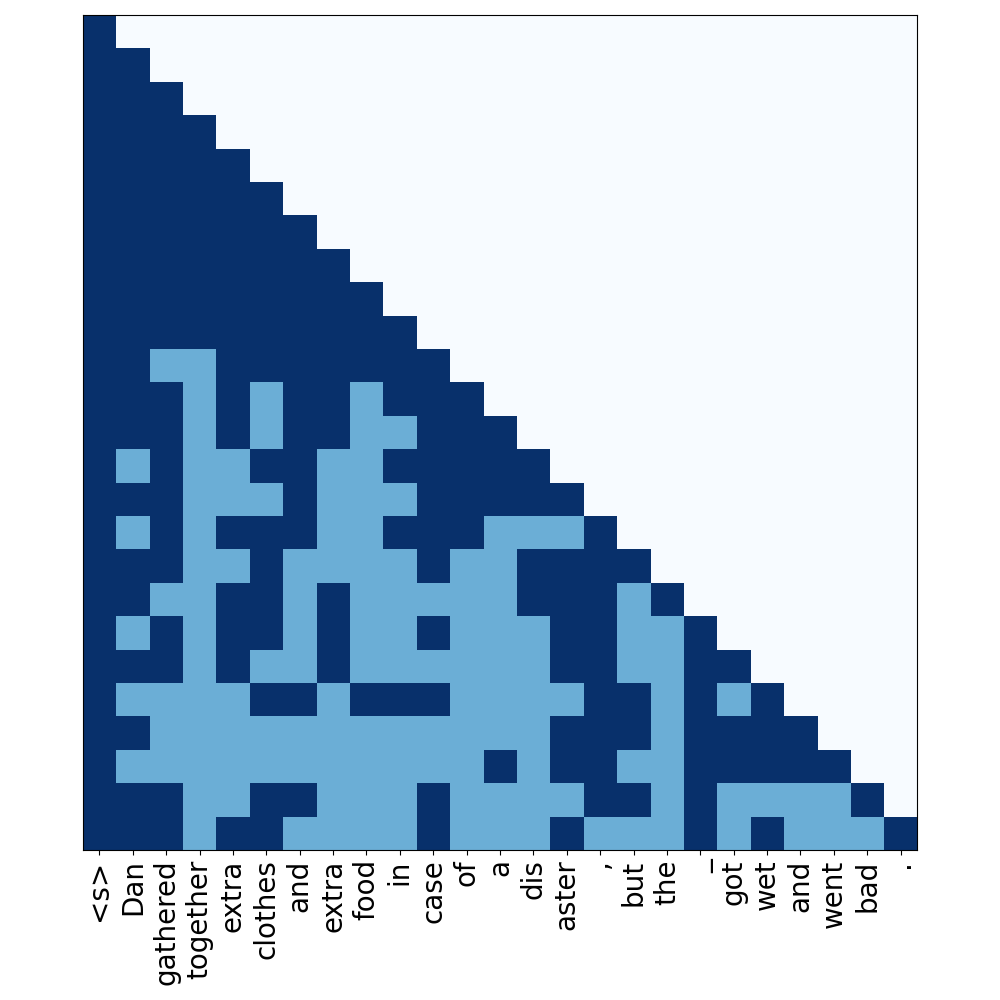 <s> Dan gathered together extra clothes and extra food in case of a dis aster , but the _ got wet and went bad .